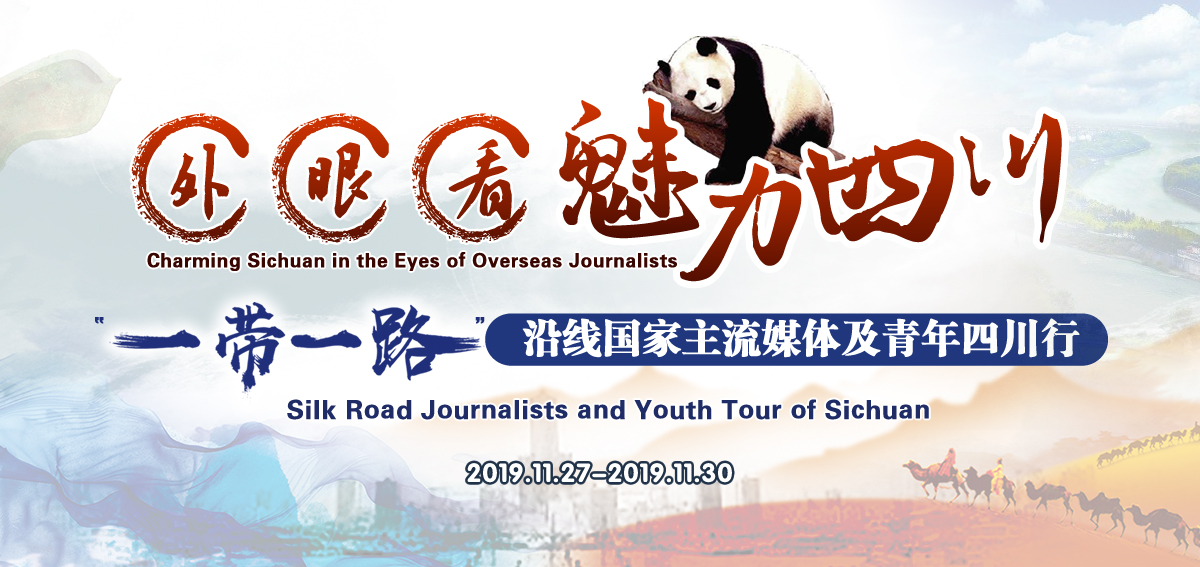 外眼看魅力四川
Charming Sichuan in the Eyes of Overseas Journalists
“一带一路”沿线国家主流媒体及青年四川行
Silk Road Journalists and Youth Tour of Sichuan
2019.11.27–2019.11.30